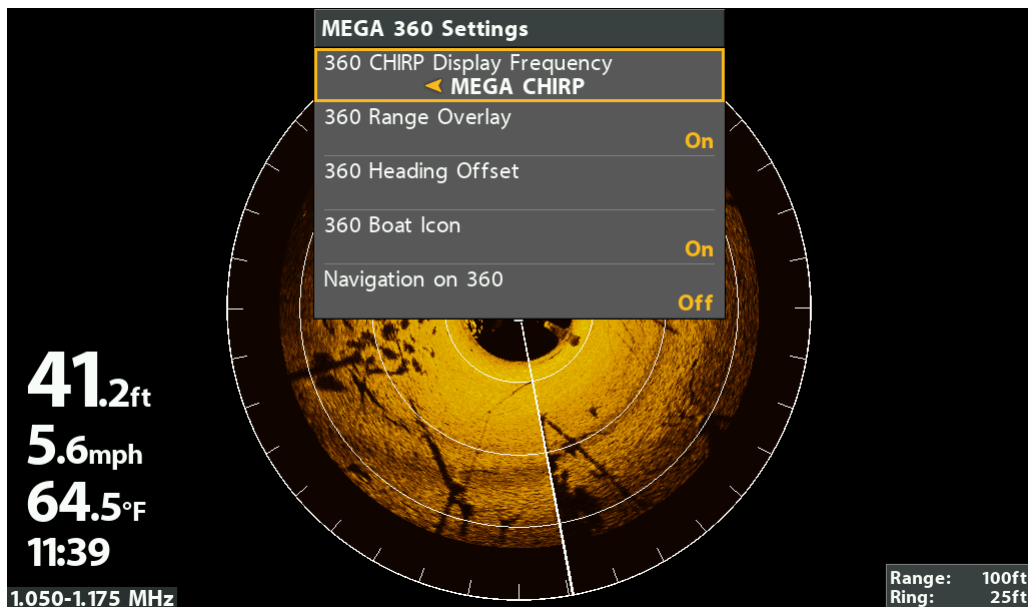 MEGA 360 Settings
360 CHIRP Display Frequency
MEGA CHIRP
360 Range Overlay
On
360 Heading Offset
360 Boat Icon
On
Navigation on 360
Off
41.2ft
5.6mph
64.5°F
11:39
1.050-1.175 MHz
Range: 100ft
Ring: 25ft